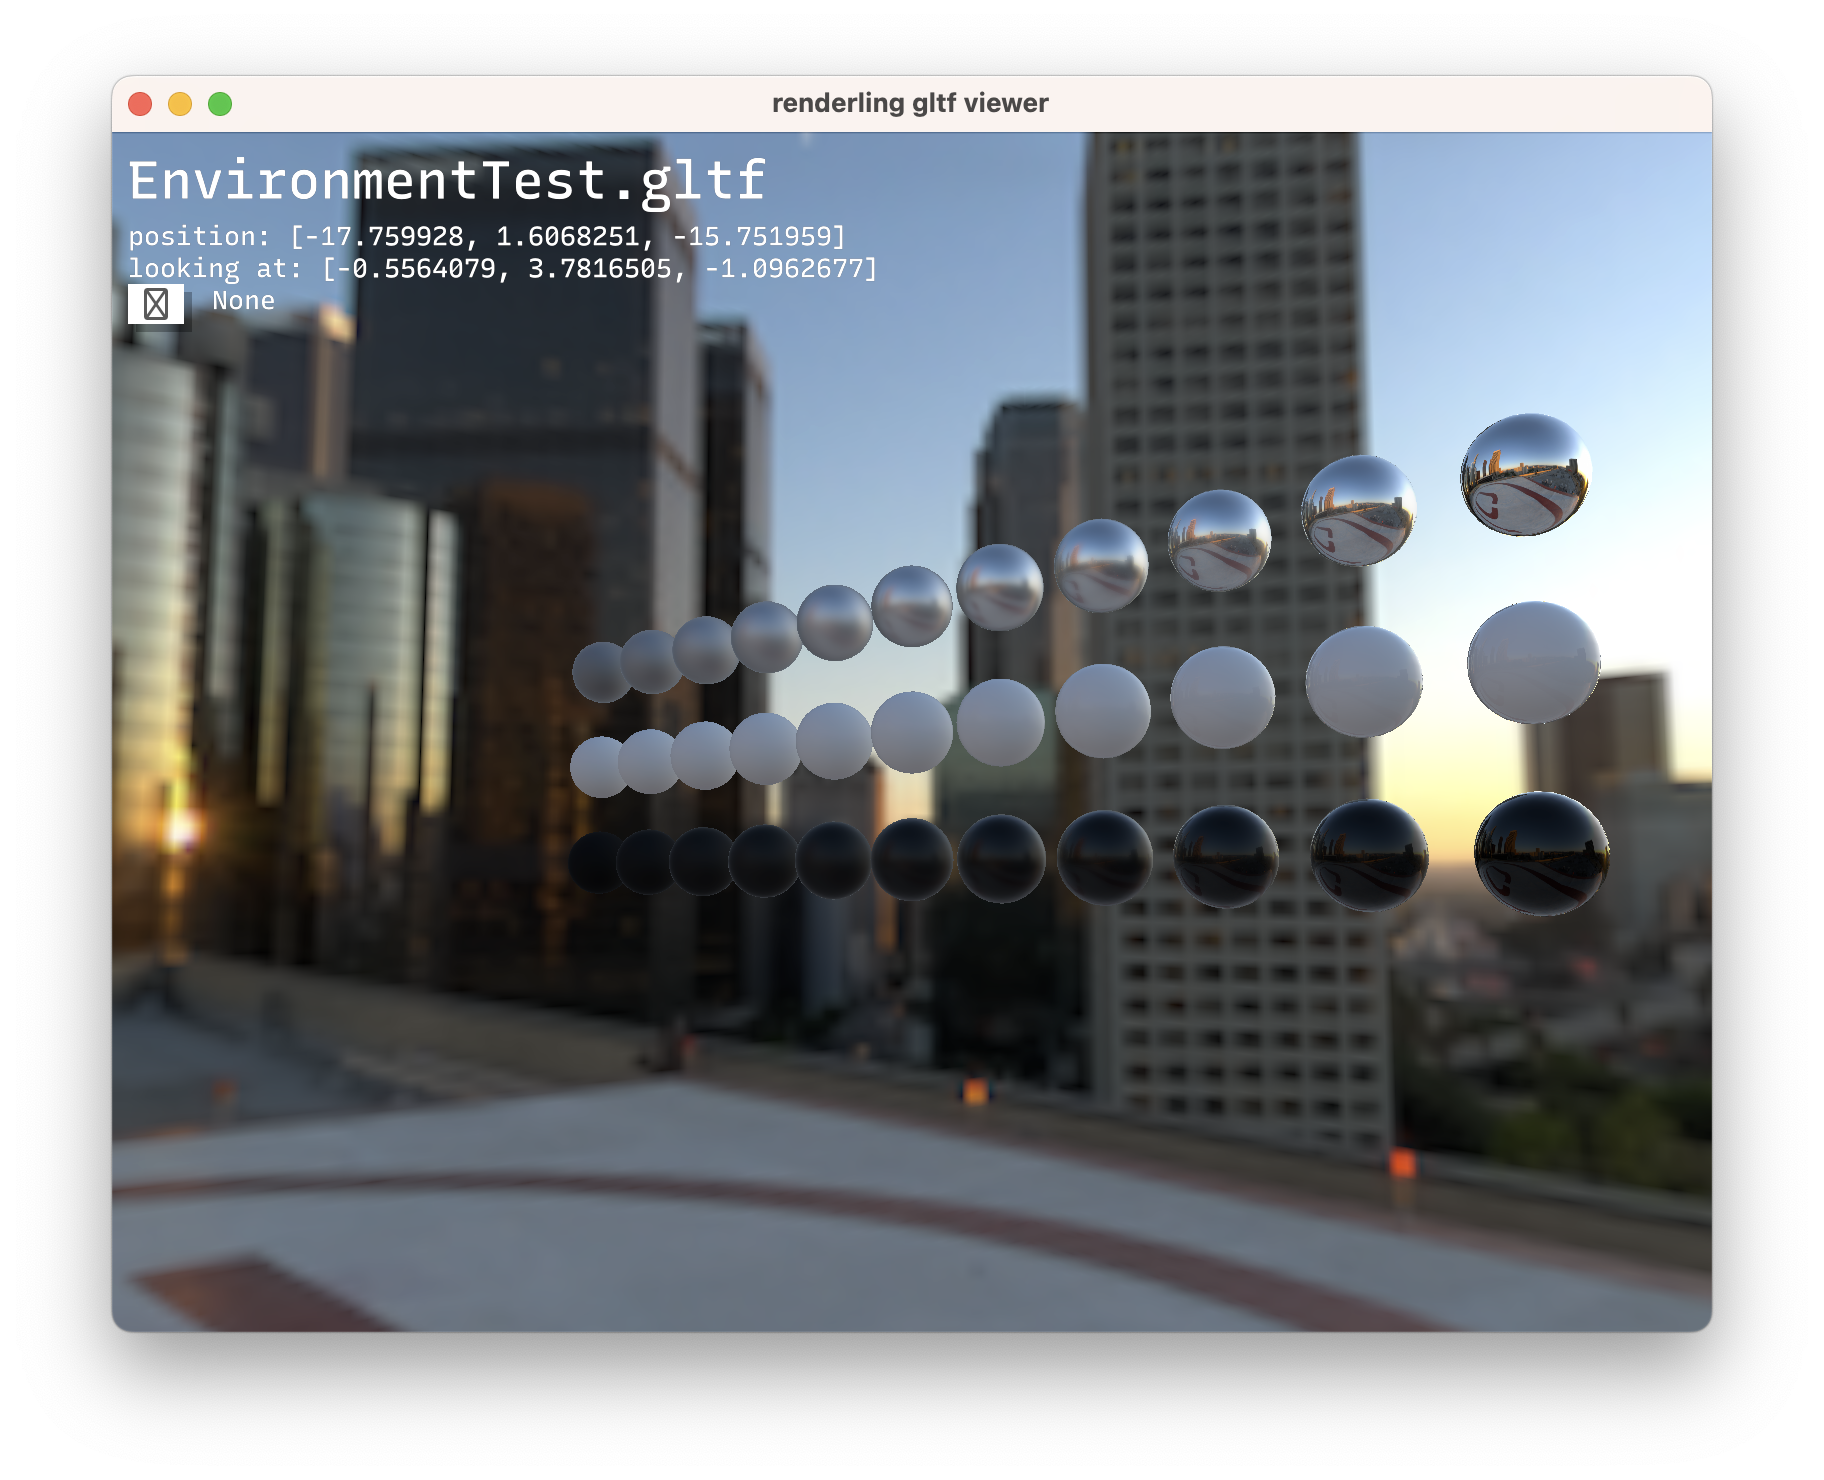 renderling gltf viewer
EnvironmentTest.gltf
position: [-17.759928, 1.6068251, -15.751959]
looking at: [-0.5564079, 3.7816505, -1.0962677]
None